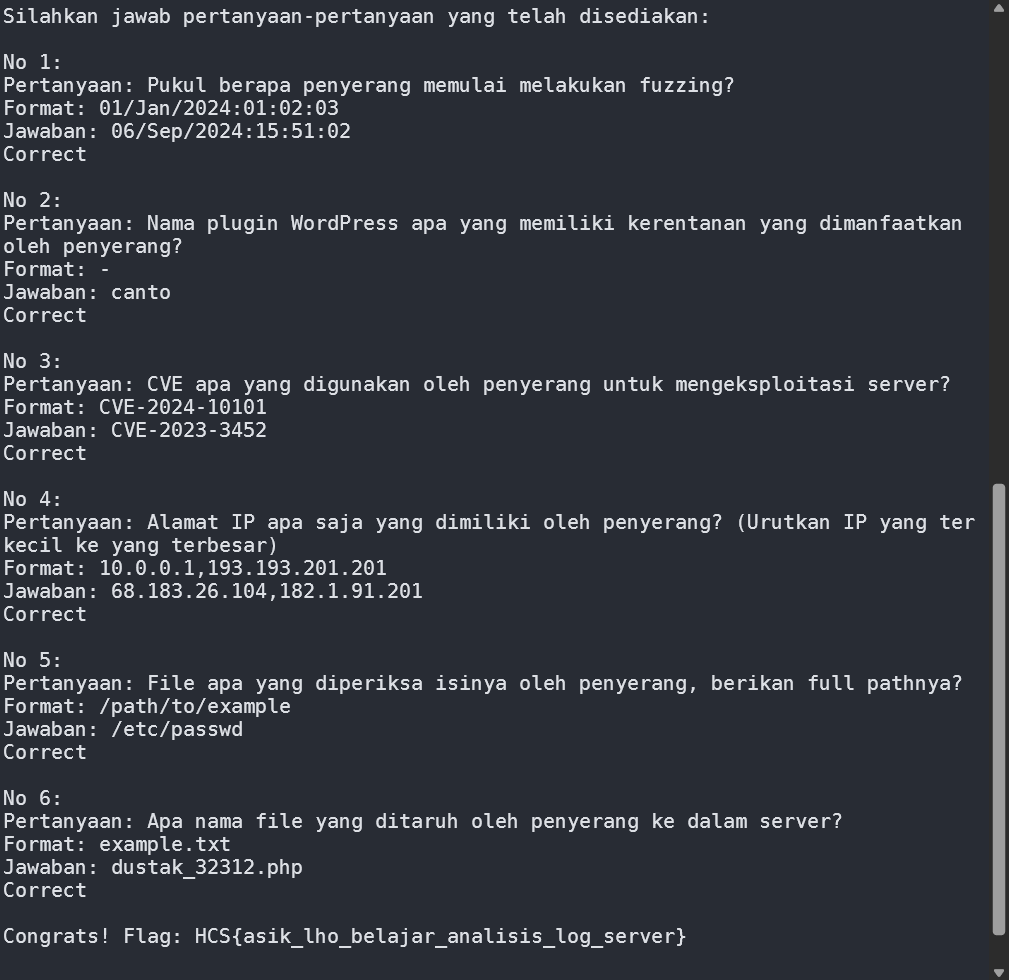 Silahkan jawab pertanyaan-pertanyaan yang telah disediakan:
No 1:
Pertanyaan: Pukul berapa penyerang memulai melakukan fuzzing?
Format: 01/Jan/2024:01:02:03
Jawaban: 06/Sep/2024:15:51:02
Correct
No 2:
Pertanyaan: Nama plugin WordPress apa yang memiliki kerentanan yang dimanfaatkan
oleh penyerang?
Format: -
Jawaban: canto
Correct
No 3:
Pertanyaan: CVE apa yang digunakan oleh penyerang untuk mengeksploitasi server?
Format: CVE-2024-10101
Jawaban: CVE-2023-3452
Correct
No 4:
Pertanyaan: Alamat IP apa saja yang dimiliki oleh penyerang? (Urutkan IP yang ter
kecil ke yang terbesar)
Format: 10.0.0.1,193.193.201.201
Jawaban: 68.183.26.104,182.1.91.201
Correct
No 5:
Pertanyaan: File apa yang diperiksa isinya oleh penyerang, berikan full pathnya?
Format: /path/to/example
Jawaban: /etc/passwd
Correct
No 6:
Pertanyaan: Apa nama file yang ditaruh oleh penyerang ke dalam server?
Format: example.txt
Jawaban: dustak_32312.php
Correct
Congrats! Flag: HCS{asik_lho_belajar_analisis_log_server}